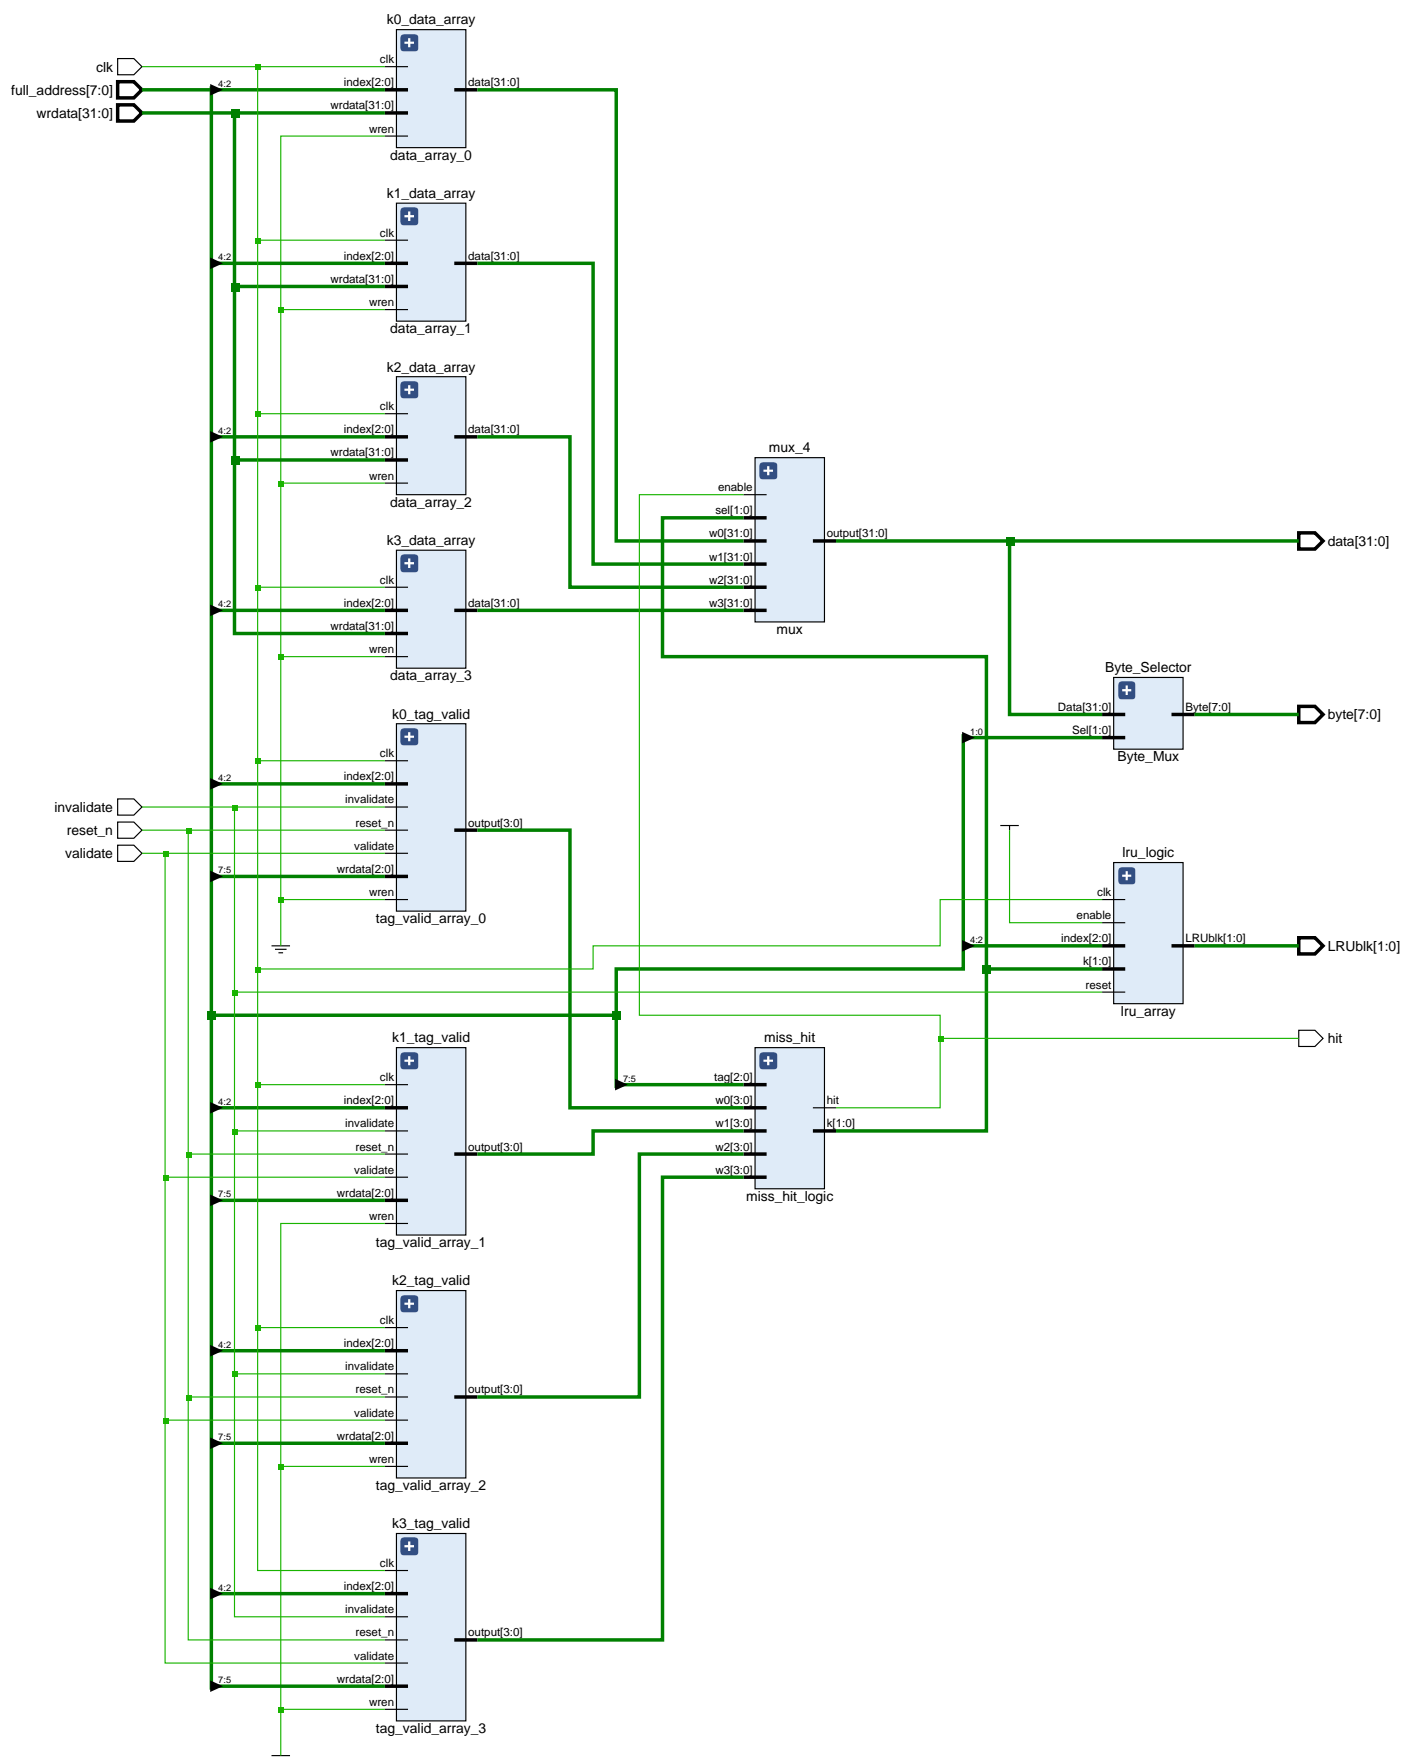 k0_data_array
clk
full_address[7:0]
wrdata[31:0]
clk
4:2
index[2:0]
wrdata[31:0]
wren
data[31:0]
data_array_0
k1_data_array
clk
4:2
index[2:0]
wrdata[31:0]
wren
data[31:0]
data_array_1
k2_data_array
clk
4:2
index[2:0]
wrdata[31:0]
wren
data[31:0]
data_array_2
k3_data_array
clk
4:2
index[2:0]
wrdata[31:0]
wren
data[31:0]
data_array_3
mux_4
enable
sel[1:0]
w0[31:0]
w1[31:0]
w2[31:0]
w3[31:0]
output[31:0]
mux
data[31:0]
Byte_Selector
Data[31:0]
1:0
Sel[1:0]
Byte[7:0]
Byte_Mux
byte[7:0]
k0_tag_valid
invalidate
reset_n
validate
clk
4:2
index[2:0]
invalidate
reset_n
validate
7:5
wrdata[2:0]
wren
output[3:0]
tag_valid_array_0
lru_logic
clk
enable
4:2
index[2:0]
k[1:0]
reset
LRUblk[1:0]
lru_array
LRUblk[1:0]
hit
k1_tag_valid
clk
4:2
index[2:0]
invalidate
reset_n
validate
7:5
wrdata[2:0]
wren
output[3:0]
tag_valid_array_1
miss_hit
7:5
tag[2:0]
w0[3:0]
w1[3:0]
w2[3:0]
w3[3:0]
hit
k[1:0]
miss_hit_logic
k2_tag_valid
clk
4:2
index[2:0]
invalidate
reset_n
validate
7:5
wrdata[2:0]
wren
output[3:0]
tag_valid_array_2
k3_tag_valid
clk
4:2
index[2:0]
invalidate
reset_n
validate
7:5
wrdata[2:0]
wren
output[3:0]
tag_valid_array_3